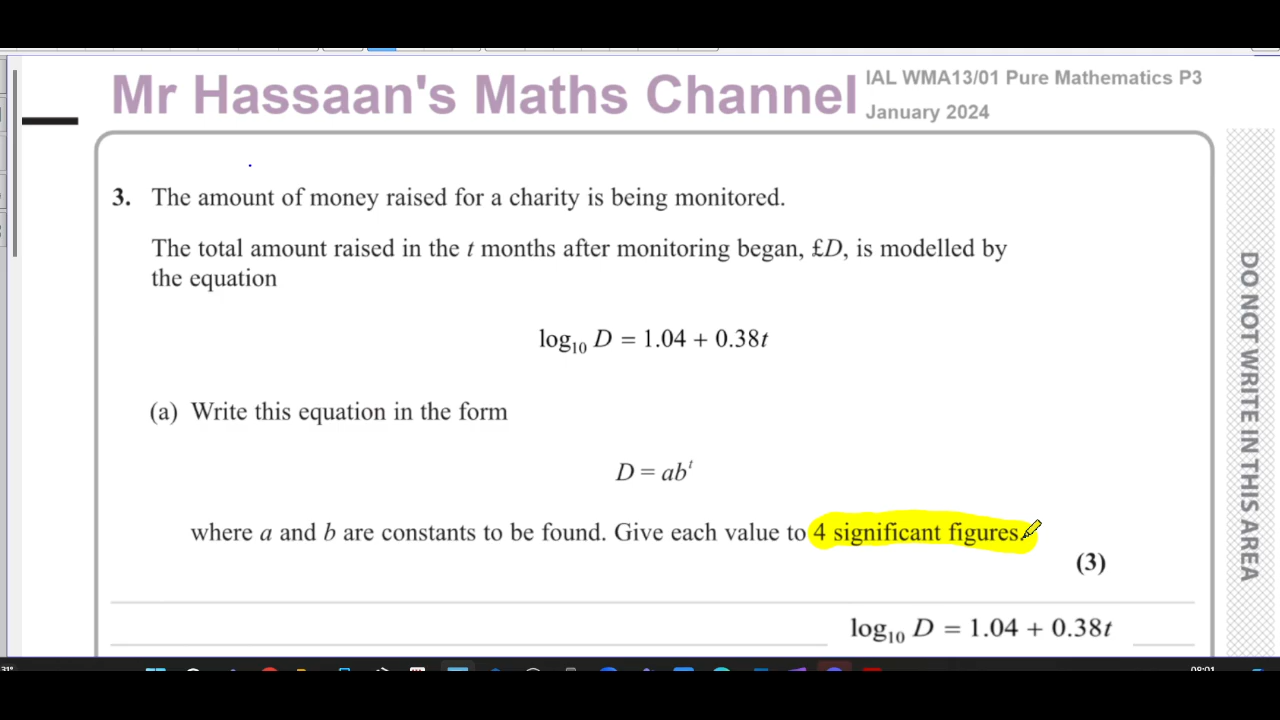 Mr Hassaan's Maths Channel
IAL WMA13/01 Pure Mathematics P3
January 2024
3. The amount of money raised for a charity is being monitored.
The total amount raised in the t months after monitoring began, £D, is modelled by
the equation
log₁₀ D = 1.04 + 0.38t
(a) Write this equation in the form
D = abᵗ
where a and b are constants to be found. Give each value to 4 significant figures.
(3)
log₁₀ D = 1.04 + 0.38t
DO NOT WRITE IN THIS AREA